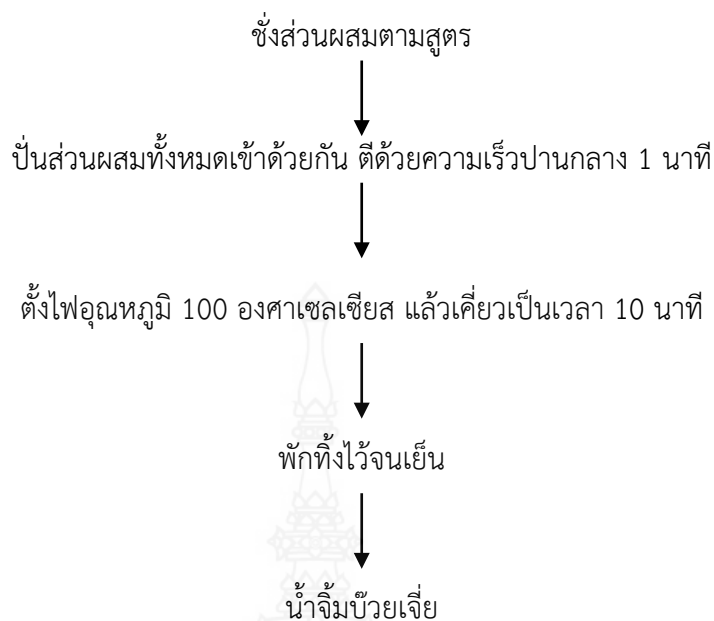 ชั่งส่วนผสมตามสูตร
ปั่นส่วนผสมทั้งหมดเข้าด้วยกัน ตีด้วยความเร็วปานกลาง 1 นาที
ตั้งไฟอุณหภูมิ 100 องศาเซลเซียส แล้วเคี่ยวเป็นเวลา 10 นาที
พักทิ้งไว้จนเย็น
น้ำจิ้มบ๊วยเจี่ย